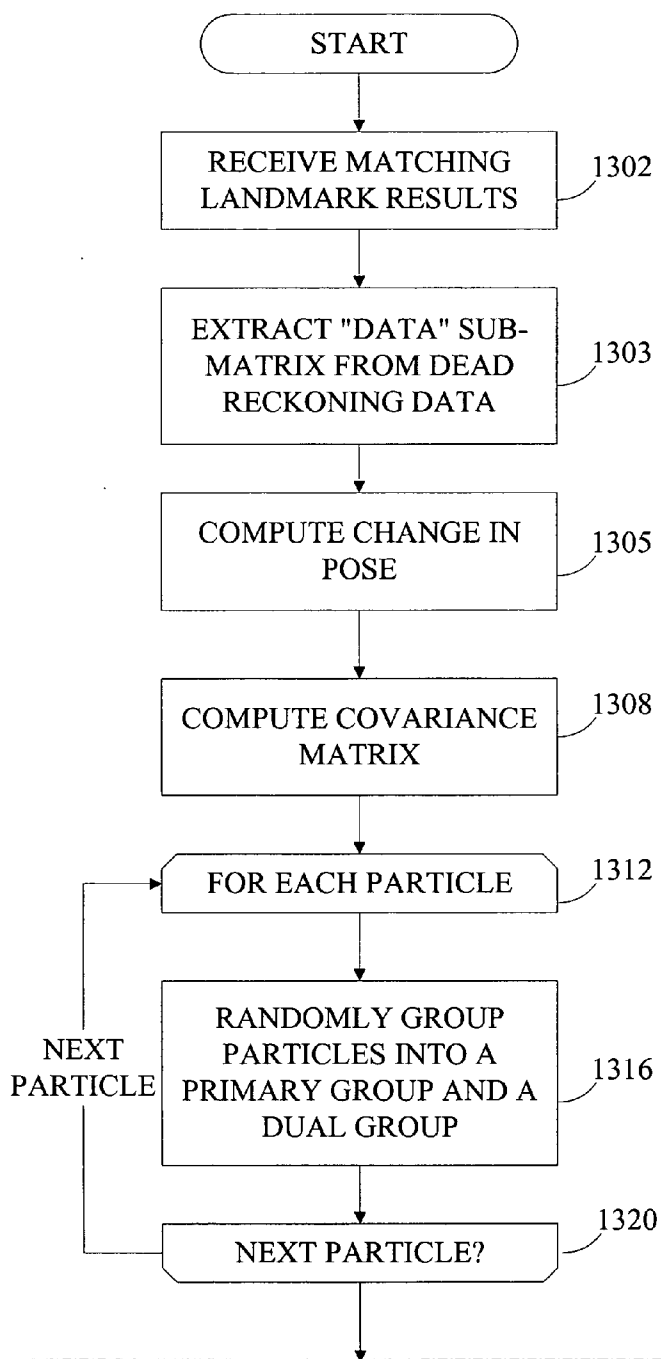 START
RECEIVE MATCHING
LANDMARK RESULTS
1302
EXTRACT "DATA" SUB-
MATRIX FROM DEAD
RECKONING DATA
1303
COMPUTE CHANGE IN
POSE
1305
COMPUTE COVARIANCE
MATRIX
1308
FOR EACH PARTICLE
1312
RANDOMLY GROUP
PARTICLES INTO A
PRIMARY GROUP AND A
DUAL GROUP
1316
NEXT
PARTICLE
NEXT PARTICLE?
1320